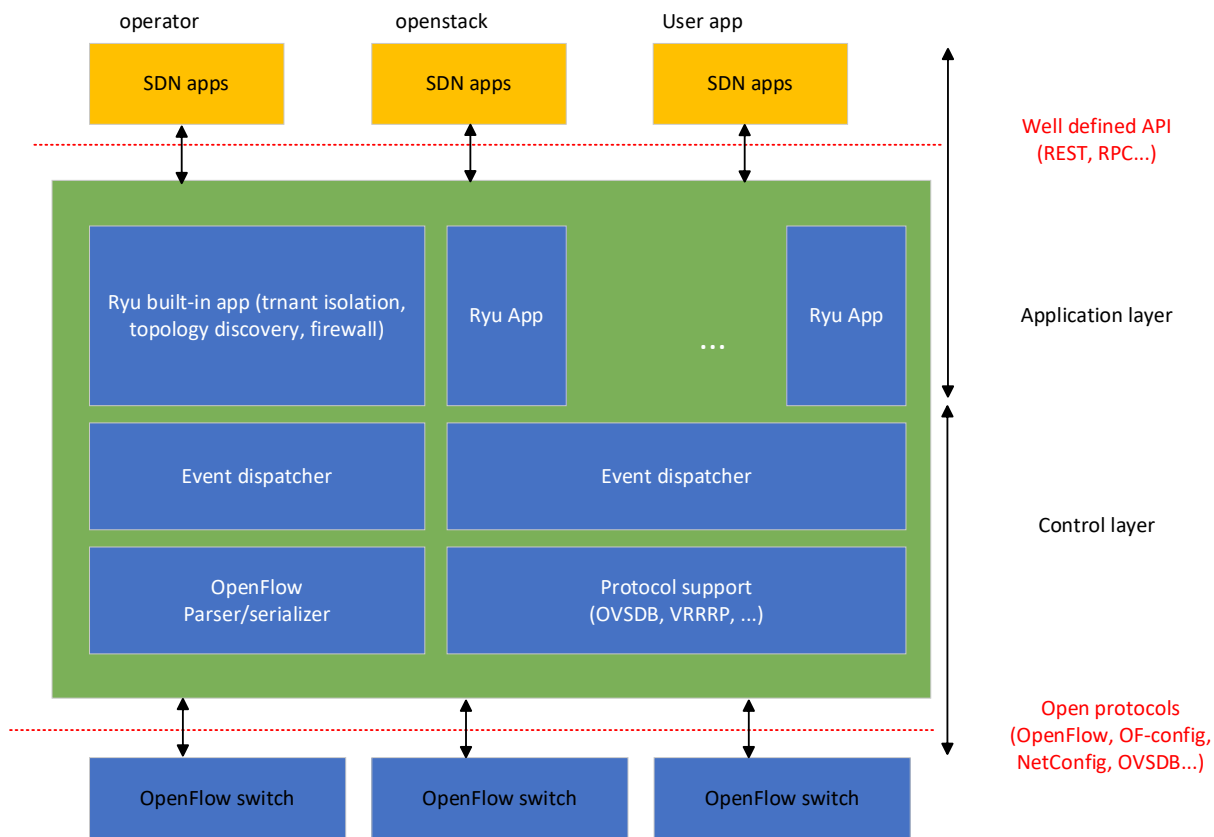 operator
openstack
User app
SDN apps
SDN apps
SDN apps
Well defined API
(REST, RPC...)
Ryu built-in app (trnant isolation,
topology discovery, firewall)
Ryu App
...
Ryu App
Application layer
Event dispatcher
Event dispatcher
Control layer
OpenFlow
Parser/serializer
Protocol support
(OVSDB, VRRRP, ...)
Open protocols
(OpenFlow, OF-config,
NetConfig, OVSDB...)
OpenFlow switch
OpenFlow switch
OpenFlow switch